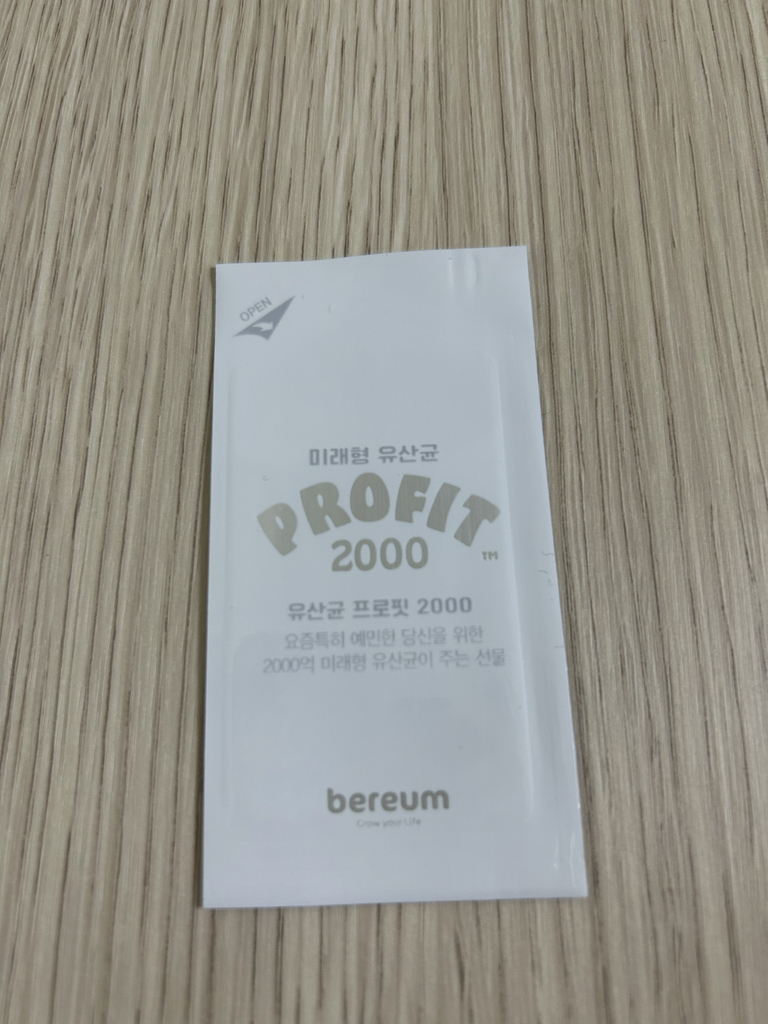 OPEN
미래형 유산균
PROFIT
2000 TM
유산균 프로핏 2000
요즘특히 예민한 당신을 위한
2000억 미래형 유산균이 주는 선물
bereum
Grow your Life